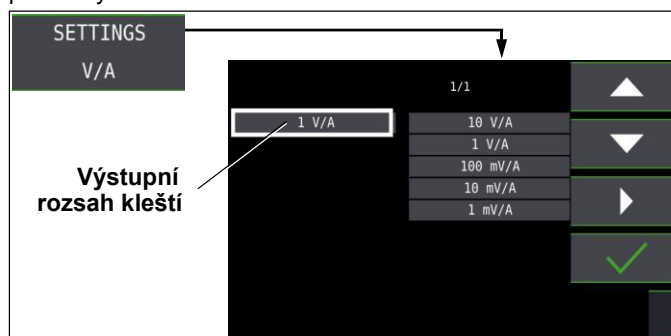 SETTINGS
V/A
1/1
1 V/A
10 V/A
1 V/A
100 mV/A
10 mV/A
1 mV/A
Výstupní
rozsah kleští